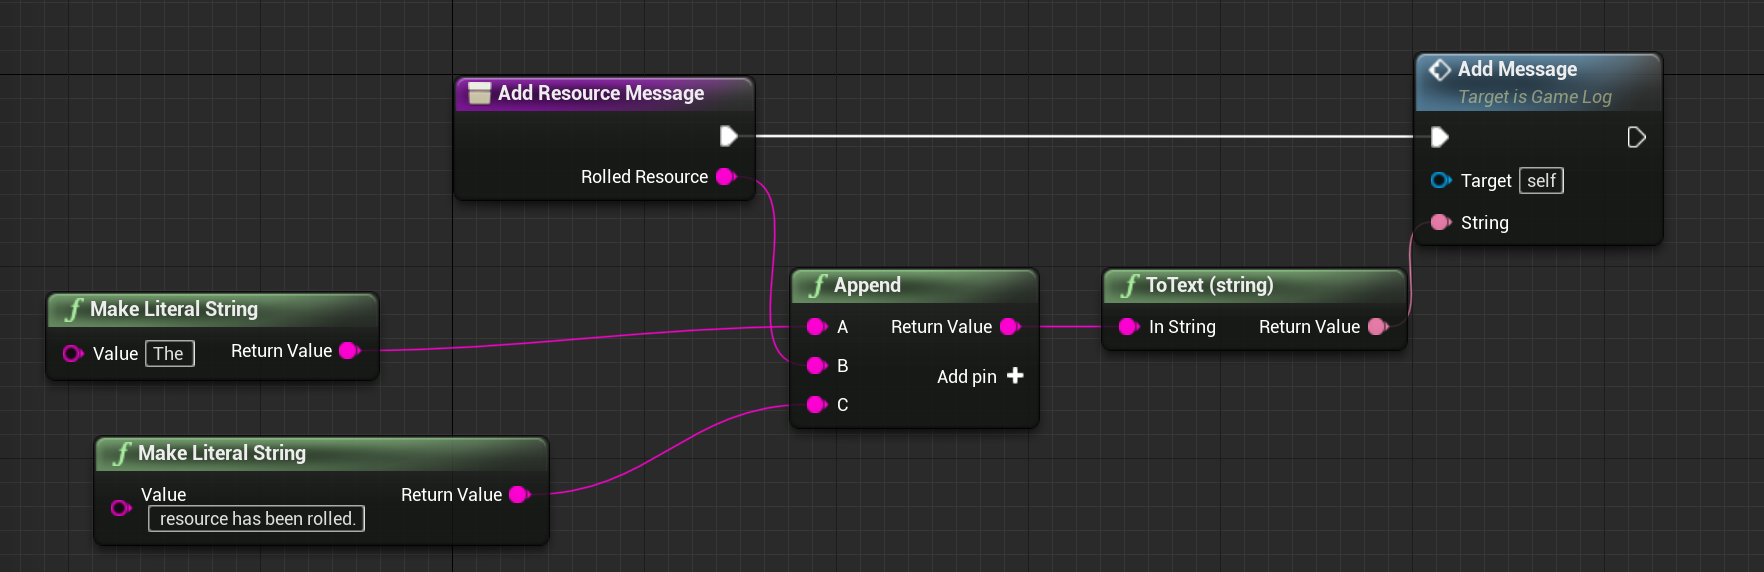 Add Resource Message
Rolled Resource
Add Message
Target is Game Log
Target self
String
Make Literal String
Value The Return Value
Append
A Return Value
B
Add pin
C
ToText (string)
In String Return Value
Make Literal String
Value Return Value
resource has been rolled.